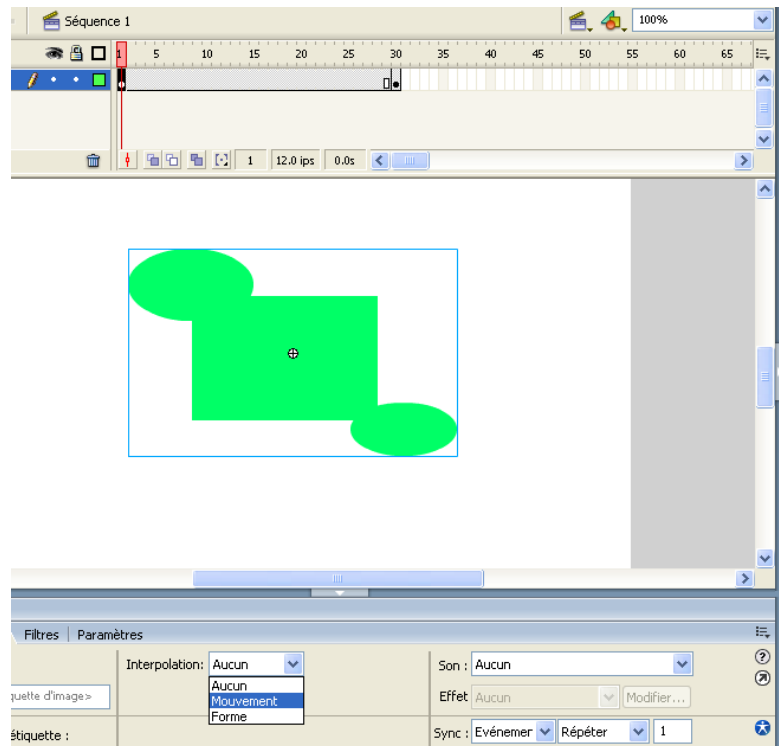 Séquence 1
100%
1 5 10 15 20 25 30 35 40 45 50 55 60 65
1 12.0 ips 0.0s
Filtres Paramètres
Interpolation: Aucun
Son : Aucun
Aucun
Mouvement
Forme
quette d'image>
Effet Aucun Modifier...
étiquette :
Sync : Evénemer Répéter 1